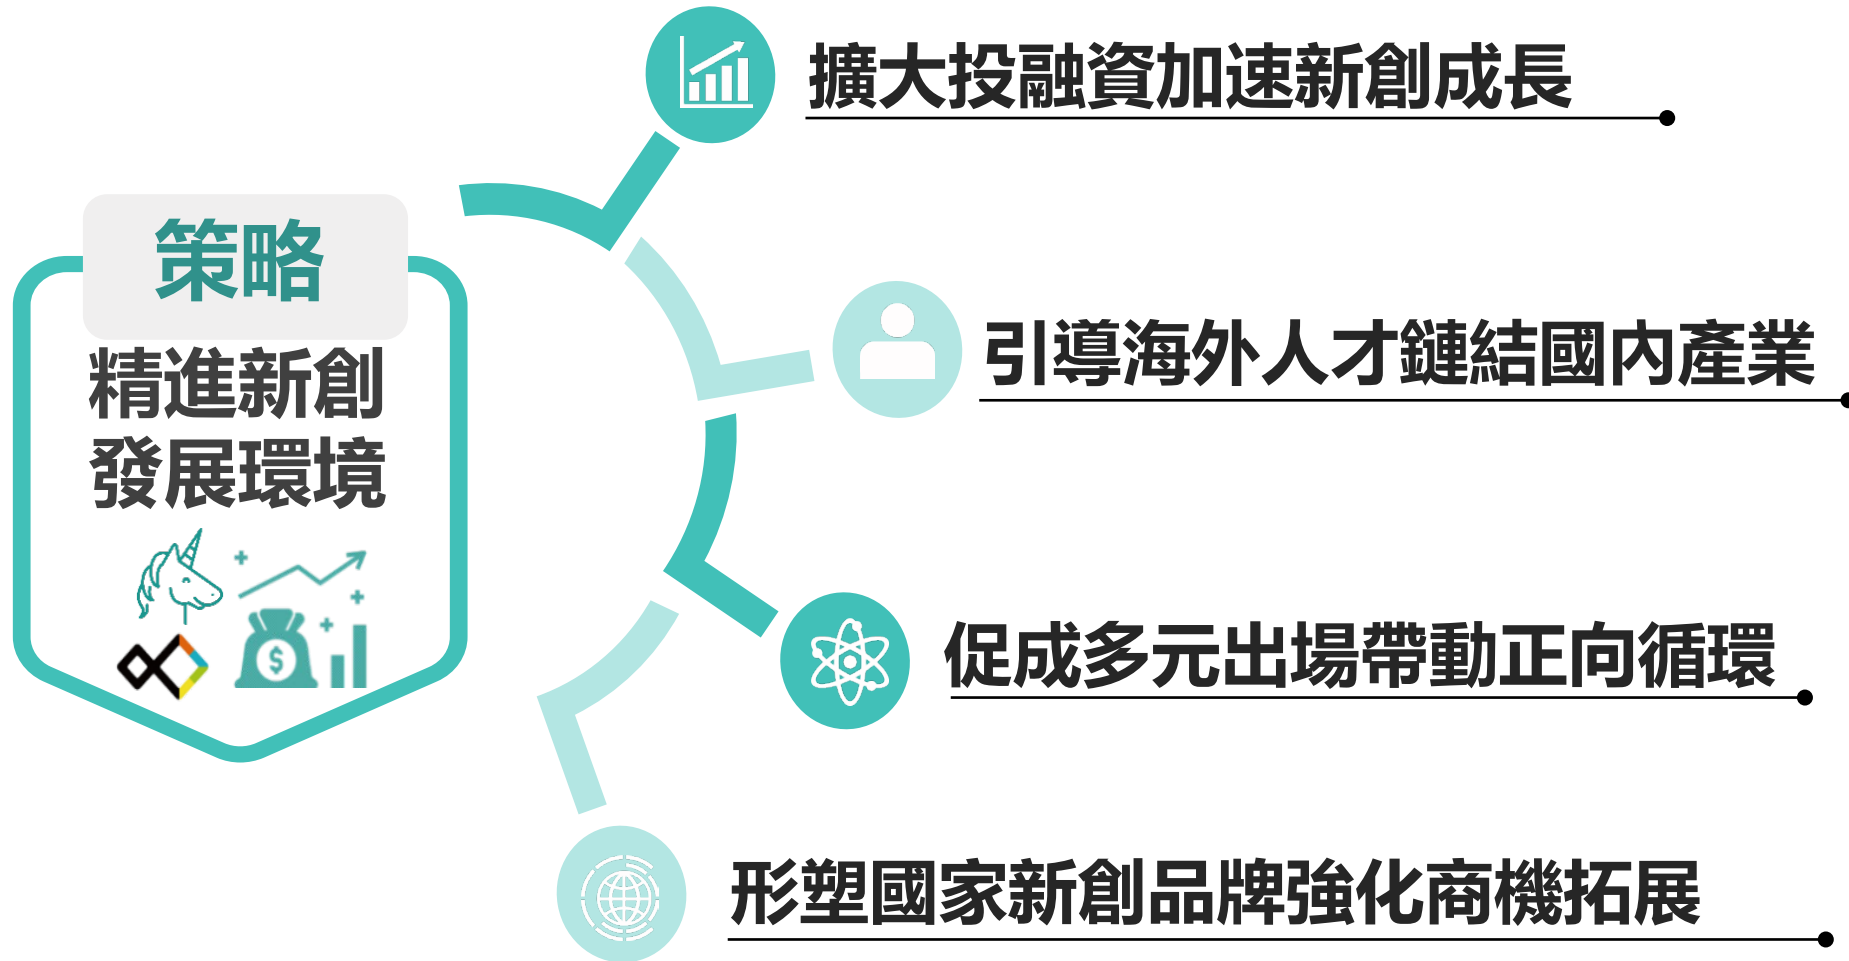 策略
精進新創
發展環境
擴大投融資加速新創成長
引導海外人才鏈結國內產業
促成多元出場帶動正向循環
形塑國家新創品牌強化商機拓展